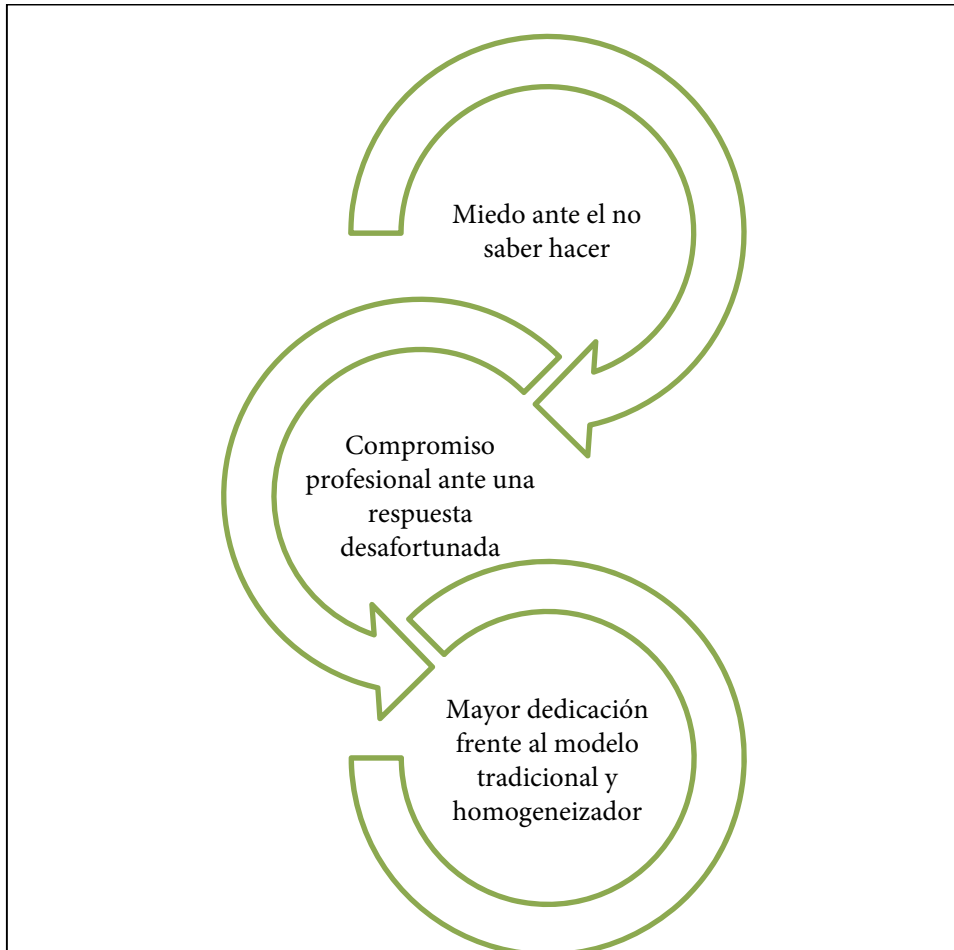 Miedo ante el no
saber hacer
Compromiso
profesional ante una
respuesta
desafortunada
Mayor dedicación
frente al modelo
tradicional y
homogeneizador